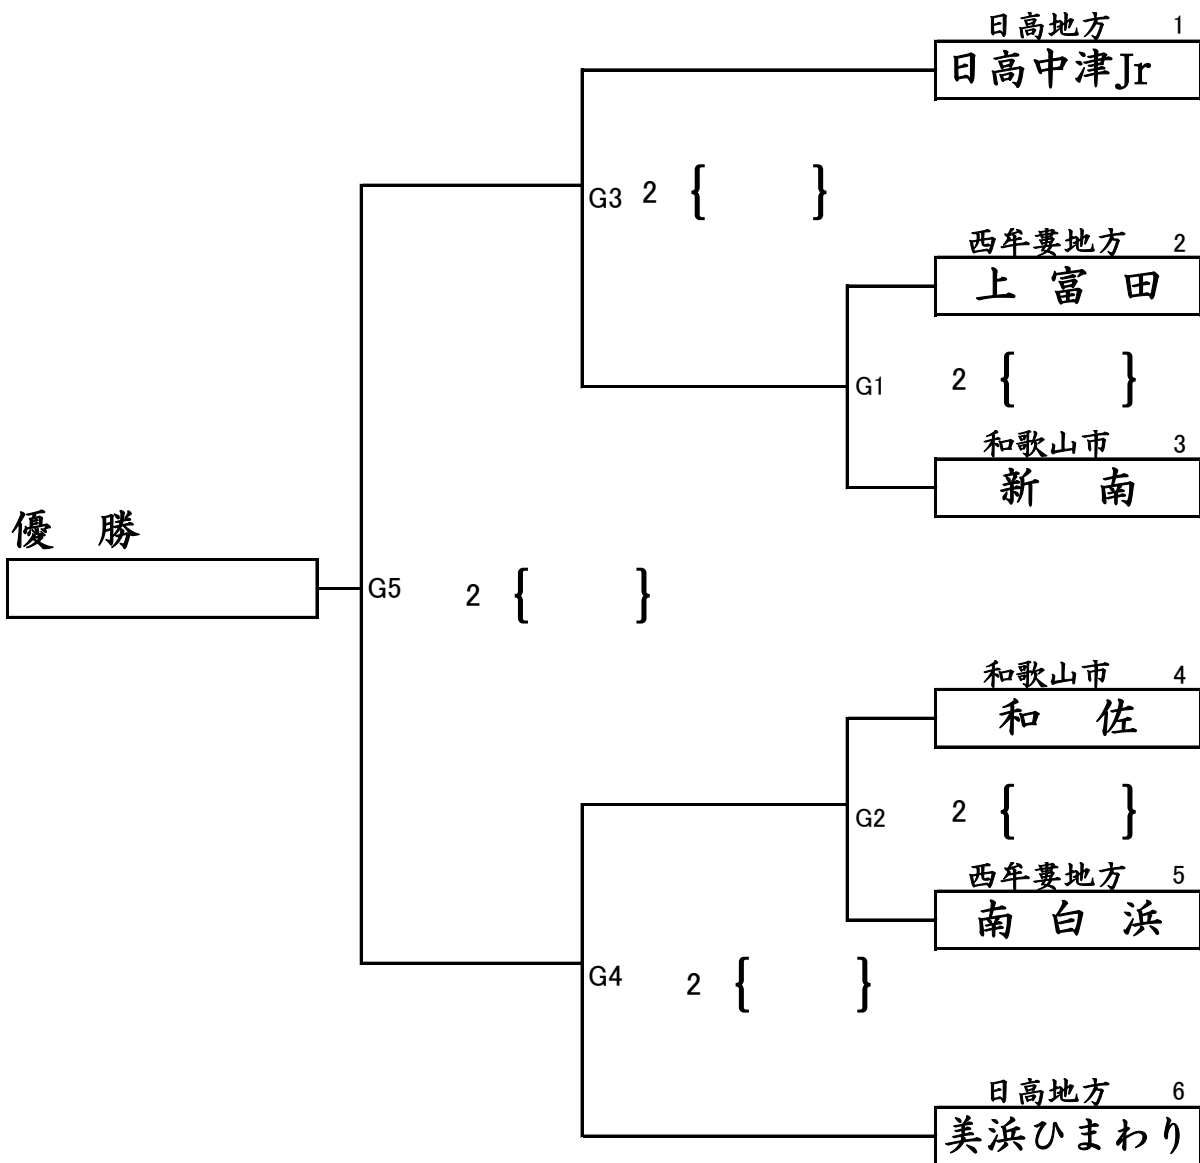 日高地方 1
日高中津Jr
G3 2 { }
西牟婁地方 2
上 富 田
G1 2 { }
和歌山市 3
新 南
優 勝
G5 2 { }
和歌山市 4
和 佐
G2 2 { }
西牟婁地方 5
南 白 浜
G4 2 { }
日高地方 6
美浜ひまわり